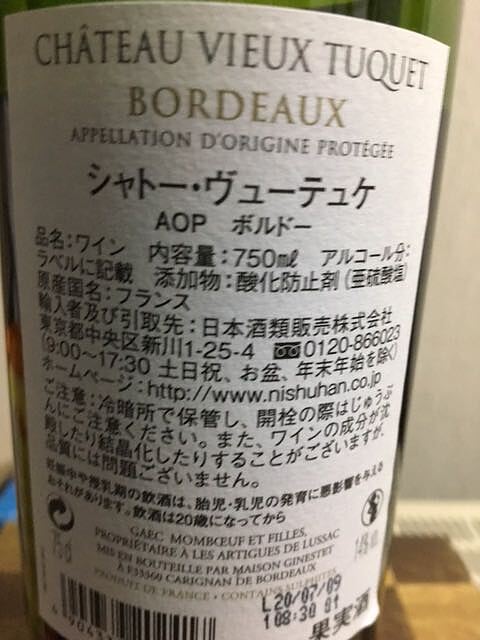 CHÂTEAU VIEUX TUQUET
BORDEAUX
APPELLATION D'ORIGINE PROTÉGÉE
シャトー・ヴューテュケ
AOP ボルドー
品名:ワイン 内容量:750㎖ アルコール分:
ラベルに記載 添加物:酸化防止剤(亜硫酸塩)
原産国名:フランス
輸入者及び引取先:日本酒類販売株式会社
東京都中央区新川1-25-4 0120-866023
(9:00~17:30 土日祝、お盆、年末年始を除く)
ホームページ:http://www.nishuhan.co.jp
ご注意:冷暗所で保管し、開栓の際はじゅうぶ
んにご注意ください。また、ワインの成分が沈
殿したり結晶化したりすることがございますが、
品質には問題ございません。
妊娠中や授乳期の飲酒は、胎児・乳児の発育に悪影響を与える
おそれがあります。飲酒は20歳になってから
GAEC MOMBŒUF ET FILLES,
PROPRIÉTAIRE À LES ARTIGUES DE LUSSAC
MIS EN BOUTEILLE PAR MAISON GINESTET
À F33360 CARIGNAN DE BORDEAUX
PRODUIT DE FRANCE • CONTAINS SULPHITES
75cl
14%
L20/07/09
108:30 01
果実酒